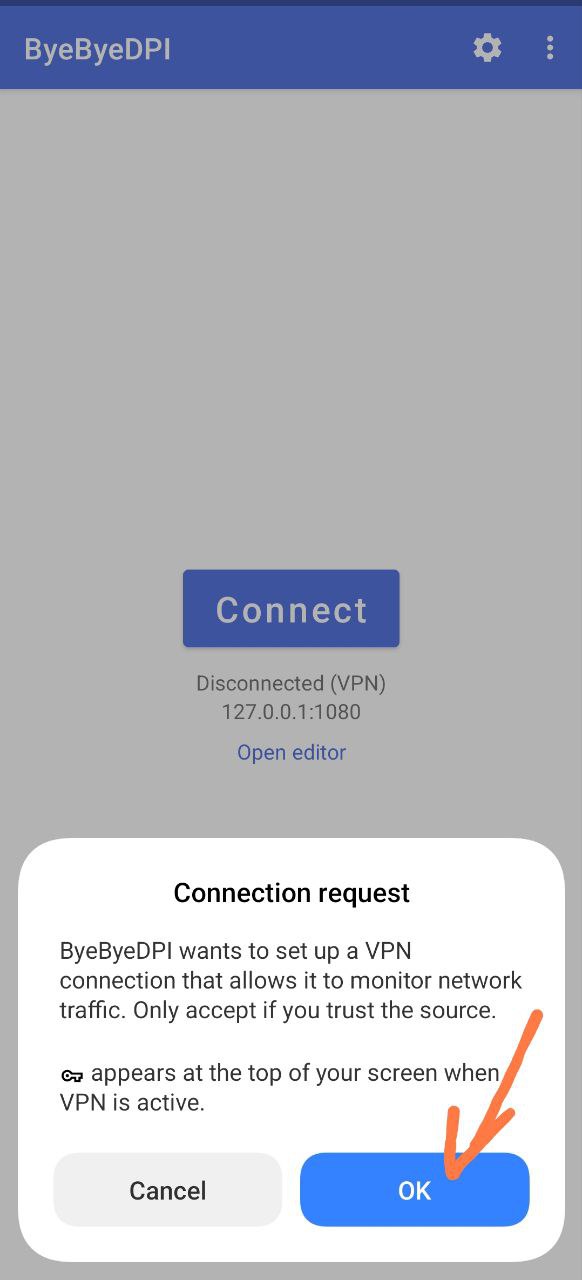 ByeByeDPI
Connect
Disconnected (VPN)
127.0.0.1:1080
Open editor
Connection request
ByeByeDPI wants to set up a VPN
connection that allows it to monitor network
traffic. Only accept if you trust the source.
appears at the top of your screen when
VPN is active.
Cancel
OK